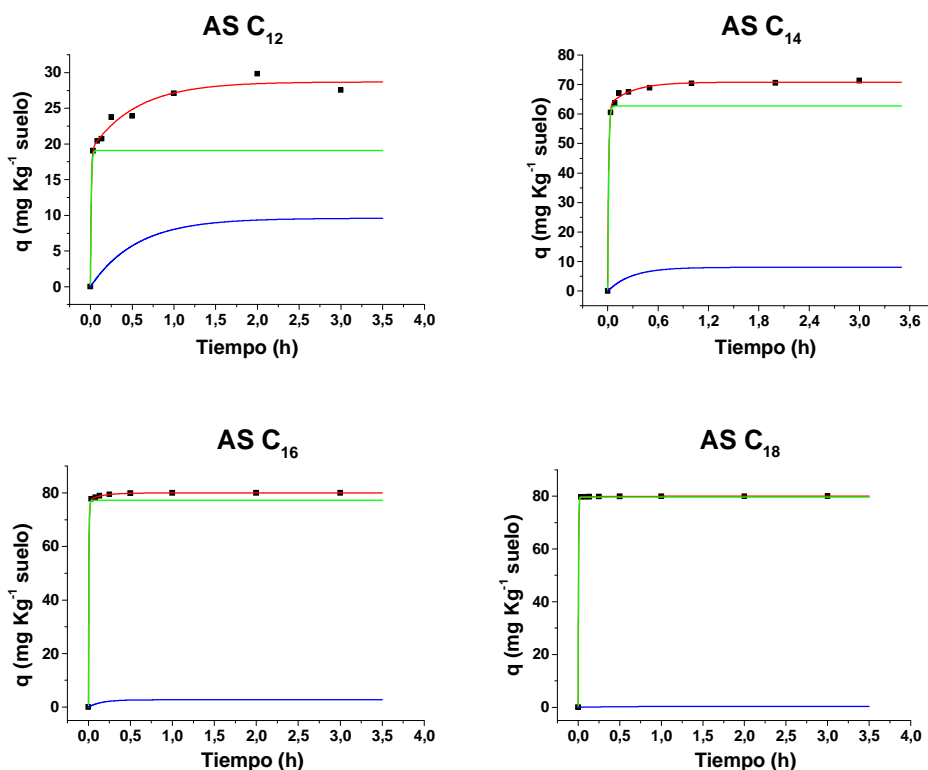 AS C₁₂
q (mg Kg⁻¹ suelo)
30
25
20
15
10
5
0
0,0 0,5 1,0 1,5 2,0 2,5 3,0 3,5 4,0
Tiempo (h)
AS C₁₄
q (mg Kg⁻¹ suelo)
80
70
60
50
40
30
20
10
0
0,0 0,6 1,2 1,8 2,4 3,0 3,6
Tiempo (h)
AS C₁₆
q (mg Kg⁻¹ suelo)
80
60
40
20
0
0,0 0,5 1,0 1,5 2,0 2,5 3,0 3,5 4,0
Tiempo (h)
AS C₁₈
q (mg Kg⁻¹ suelo)
80
60
40
20
0
0,0 0,5 1,0 1,5 2,0 2,5 3,0 3,5 4,0
Tiempo (h)